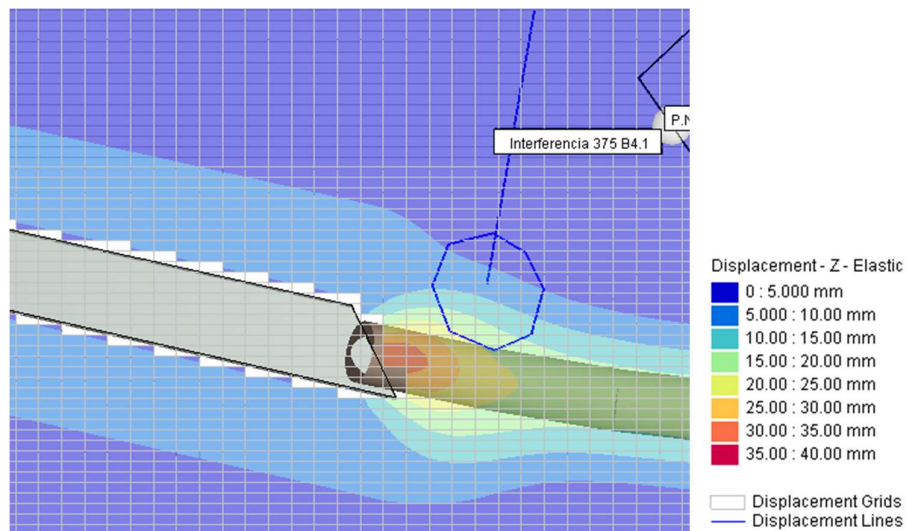 P.N
Interferencia 375 B4.1
Displacement - Z - Elastic
0 : 5.000 mm
5.000 : 10.00 mm
10.00 : 15.00 mm
15.00 : 20.00 mm
20.00 : 25.00 mm
25.00 : 30.00 mm
30.00 : 35.00 mm
35.00 : 40.00 mm
Displacement Grids
Displacement Lines